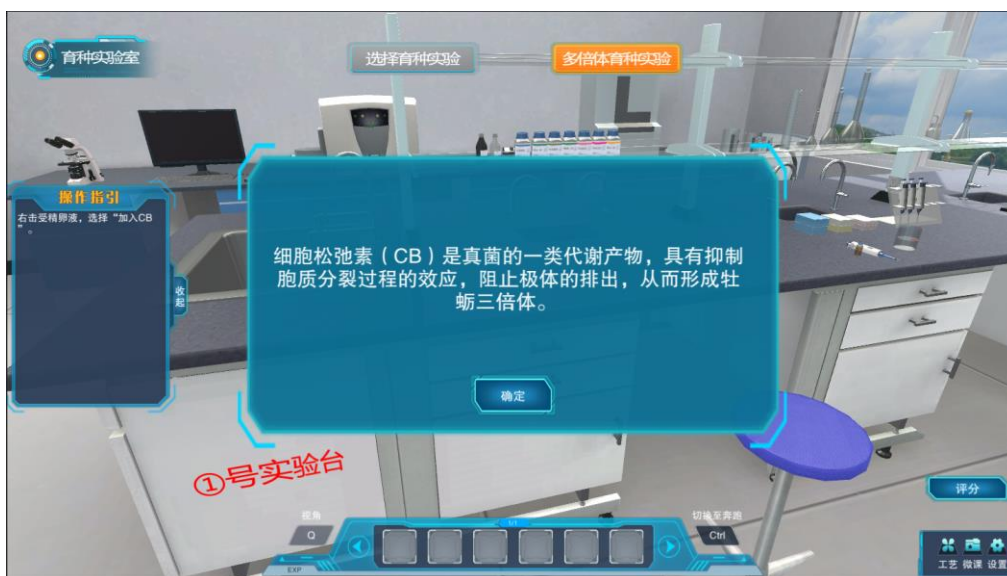 育种实验室
选择育种实验
多倍体育种实验
操作指引
右击受精卵液，选择“加入CB
”。
收起
细胞松弛素（CB）是真菌的一类代谢产物，具有抑制
胞质分裂过程的效应，阻止极体的排出，从而形成牡
蛎三倍体。
确定
①号实验台
评分
视角
Q
1/1
切换至奔跑
Ctrl
EXP
工艺 微课 设置